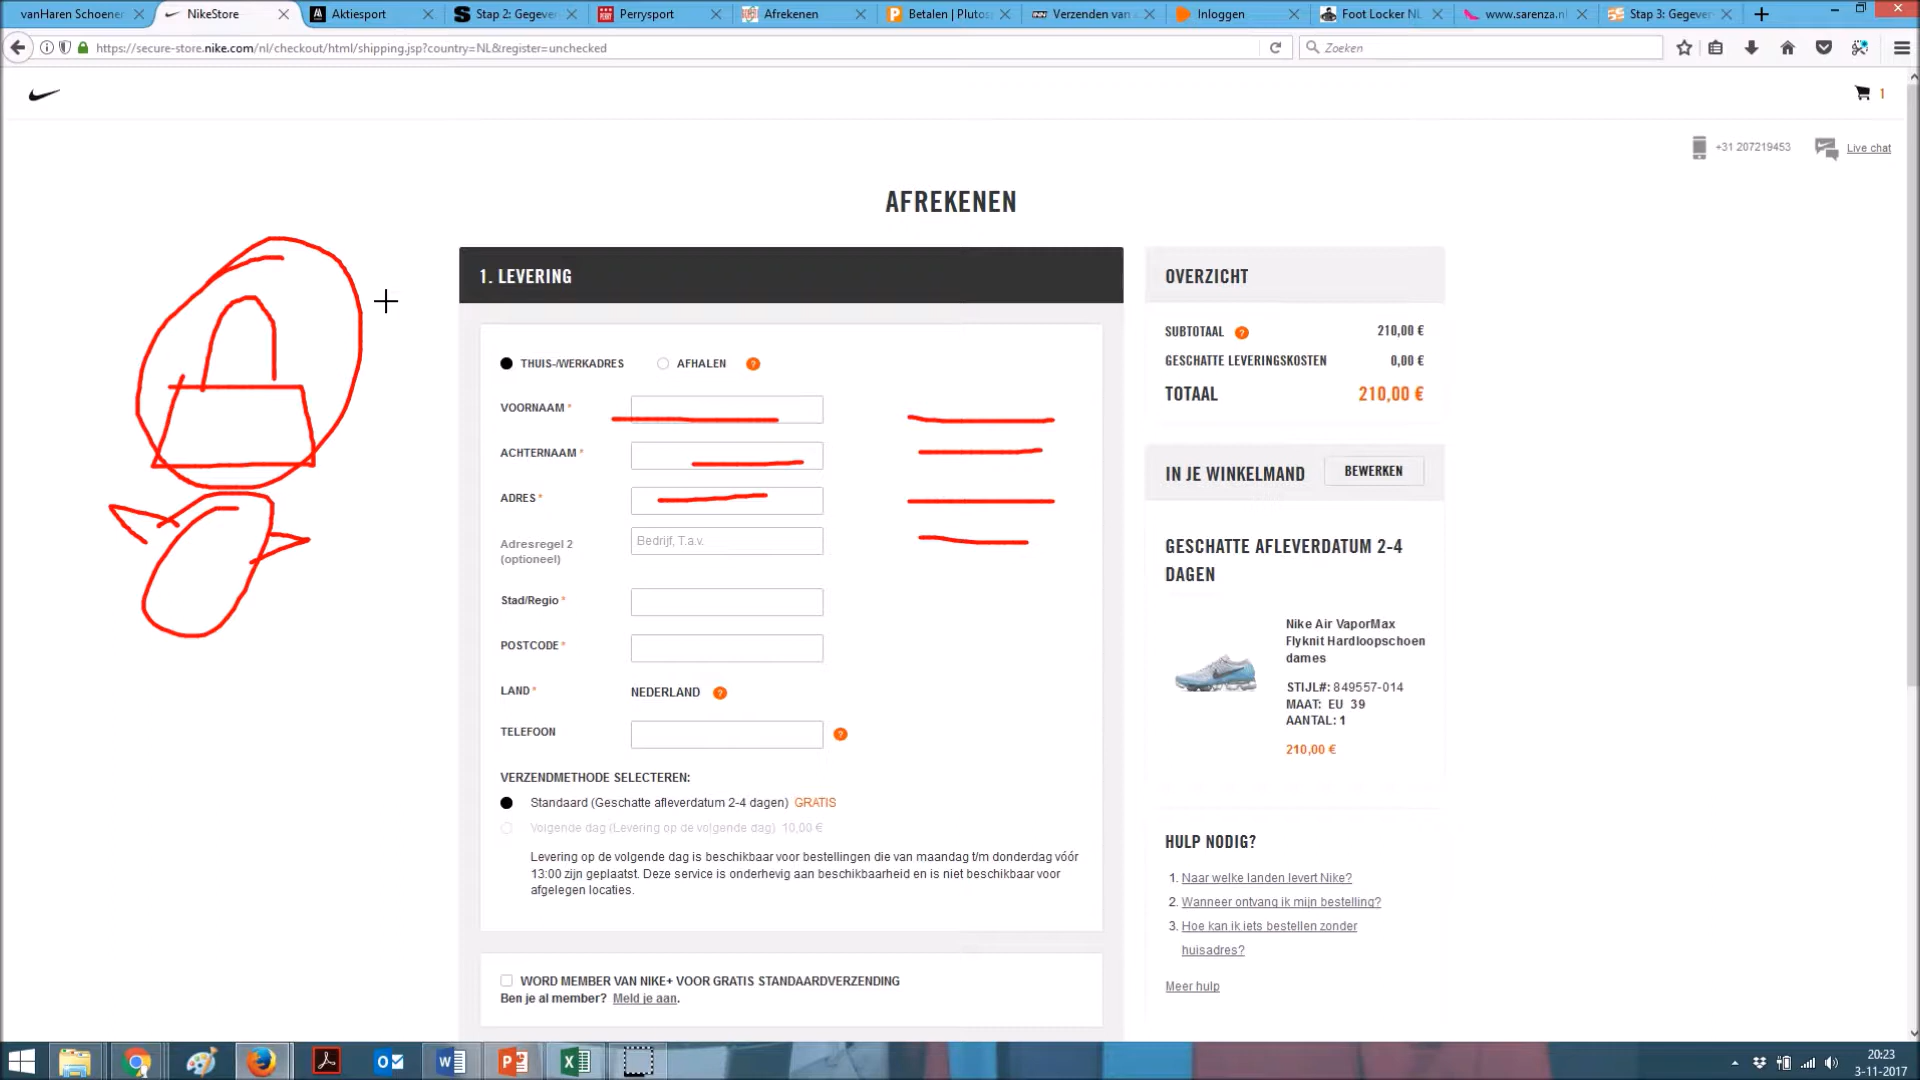 vanHaren Schoenen
NikeStore
Aktiesport
Stap 2: Gegeve
Perrysport
Afrekenen
Betalen | Plutos
Verzenden van
Inloggen
Foot Locker NL
www.sarenza.nl
Stap 3: Gegeve
https://secure-store.nike.com/nl/checkout/html/shipping.jsp?country=NL&register=unchecked
Zoeken
1
+31 207219453
Live chat
AFREKENEN
1. LEVERING
THUIS-/WERKADRES
AFHALEN
?
VOORNAAM *
ACHTERNAAM *
ADRES *
Adresregel 2
(optioneel)
Bedrijf, T.a.v.
Stad/Regio *
POSTCODE *
LAND *
NEDERLAND
?
TELEFOON
?
VERZENDMETHODE SELECTEREN:
Standaard (Geschatte afleverdatum 2-4 dagen) GRATIS
Volgende dag (Levering op de volgende dag) 10,00 €
Levering op de volgende dag is beschikbaar voor bestellingen die van maandag t/m donderdag vóór
13:00 zijn geplaatst. Deze service is onderhevig aan beschikbaarheid en is niet beschikbaar voor
afgelegen locaties.
WORD MEMBER VAN NIKE+ VOOR GRATIS STANDAARDVERZENDING
Ben je al member? Meld je aan.
OVERZICHT
SUBTOTAAL ? 210,00 €
GESCHATTE LEVERINGSKOSTEN 0,00 €
TOTAAL 210,00 €
IN JE WINKELMAND
BEWERKEN
GESCHATTE AFLEVERDATUM 2-4
DAGEN
Nike Air VaporMax
Flyknit Hardloopschoen
dames
STIJL#: 849557-014
MAAT: EU 39
AANTAL: 1
210,00 €
HULP NODIG?
1. Naar welke landen levert Nike?
2. Wanneer ontvang ik mijn bestelling?
3. Hoe kan ik iets bestellen zonder
huisadres?
Meer hulp
20:23
3-11-2017